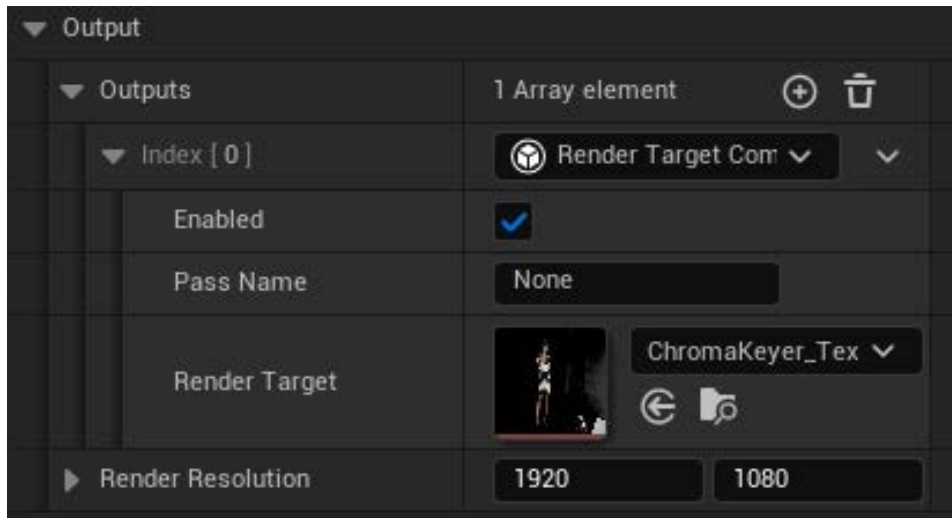 Output
Outputs 1 Array element
Index [ 0 ] Render Target Com
Enabled
Pass Name None
Render Target ChromaKeyer_Tex
Render Resolution 1920 1080